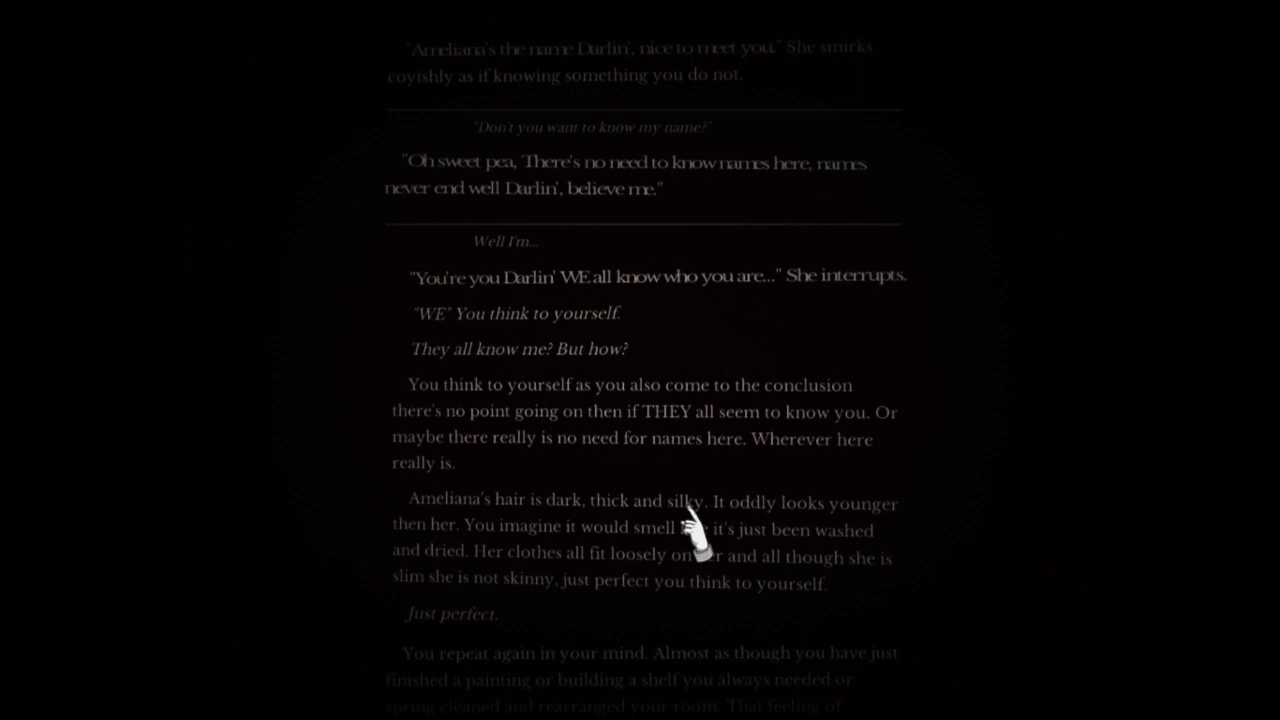 "Ameliana's the name Darlin', nice to meet you." She smirks
coyishly as if knowing something you do not.
"Don't you want to know my name?"
"Oh sweet pea, There's no need to know names here, names
never end well Darlin', believe me."
Well I'm...
"You're you Darlin' WE all know who you are..." She interrupts.
"WE" You think to yourself.
They all know me? But how?
You think to yourself as you also come to the conclusion
there's no point going on then if THEY all seem to know you. Or
maybe there really is no need for names here. Wherever here
really is.
Ameliana's hair is dark, thick and silky. It oddly looks younger
then her. You imagine it would smell it's just been washed
and dried. Her clothes all fit loosely on and all though she is
slim she is not skinny, just perfect you think to yourself.
Just perfect.
You repeat again in your mind. Almost as though you have just
finished a painting or building a shelf you always needed or
spring cleaned and rearranged your room. That feeling of